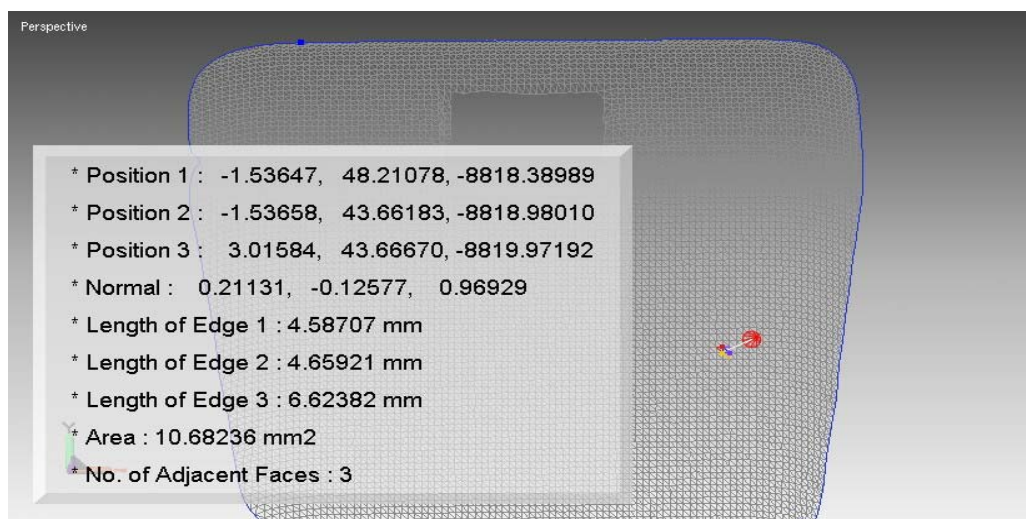 Perspective
* Position 1 : -1.53647, 48.21078, -8818.38989
* Position 2 : -1.53658, 43.66183, -8818.98010
* Position 3 : 3.01584, 43.66670, -8819.97192
* Normal : 0.21131, -0.12577, 0.96929
* Length of Edge 1 : 4.58707 mm
* Length of Edge 2 : 4.65921 mm
* Length of Edge 3 : 6.62382 mm
* Area : 10.68236 mm2
* No. of Adjacent Faces : 3
Y